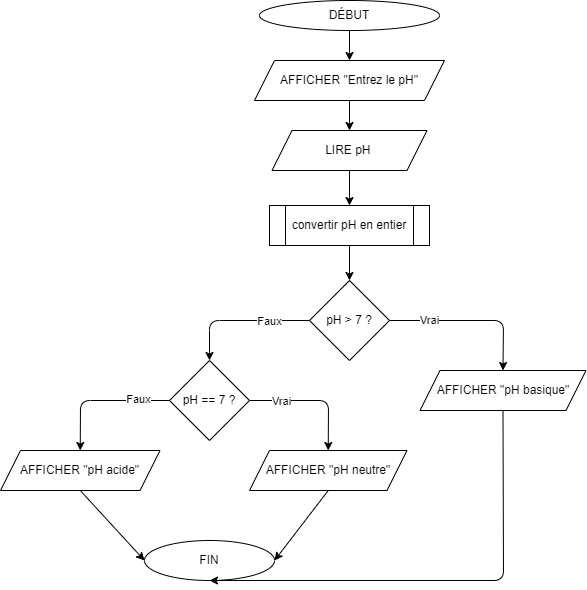 DÉBUT
AFFICHER "Entrez le pH"
LIRE pH
convertir pH en entier
pH > 7 ?
Faux
Vrai
pH == 7 ?
AFFICHER "pH basique"
Faux
Vrai
AFFICHER "pH acide"
AFFICHER "pH neutre"
FIN